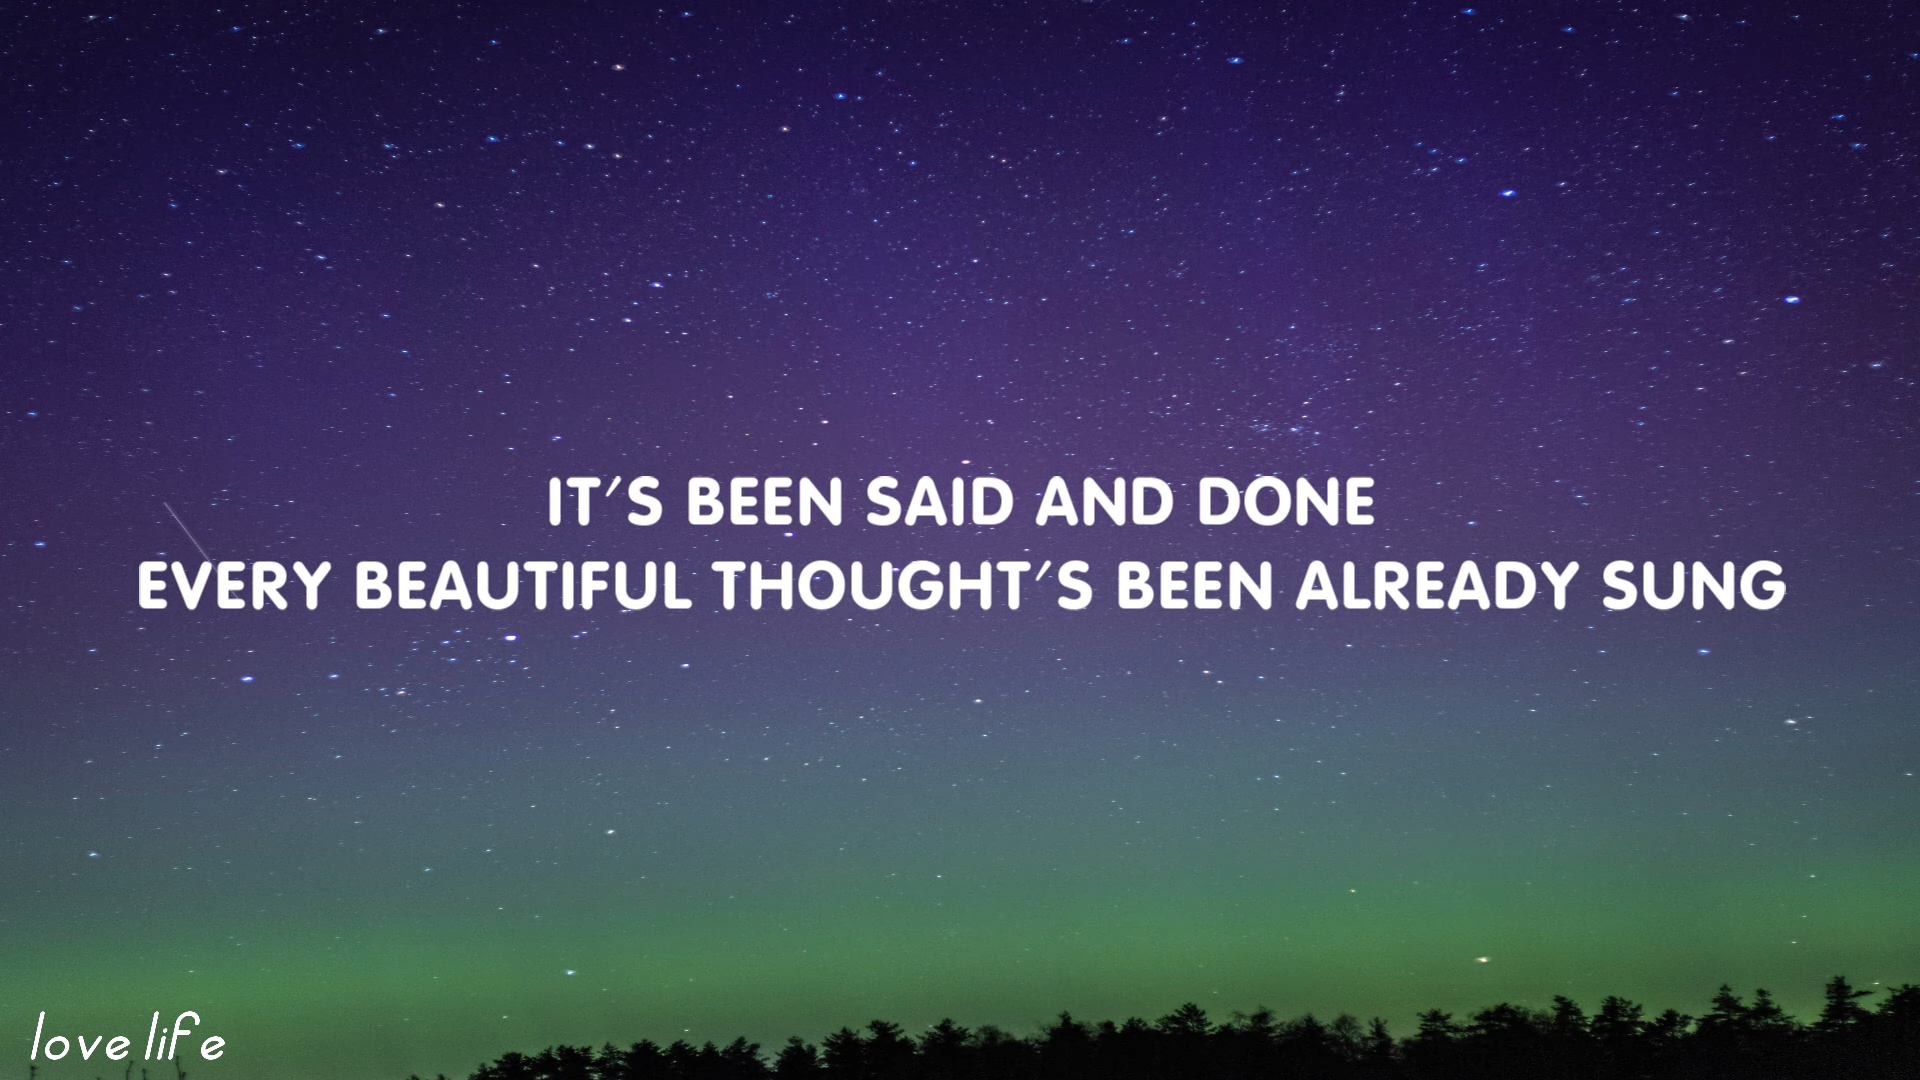 IT'S BEEN SAID AND DONE
EVERY BEAUTIFUL THOUGHT'S BEEN ALREADY SUNG
love life